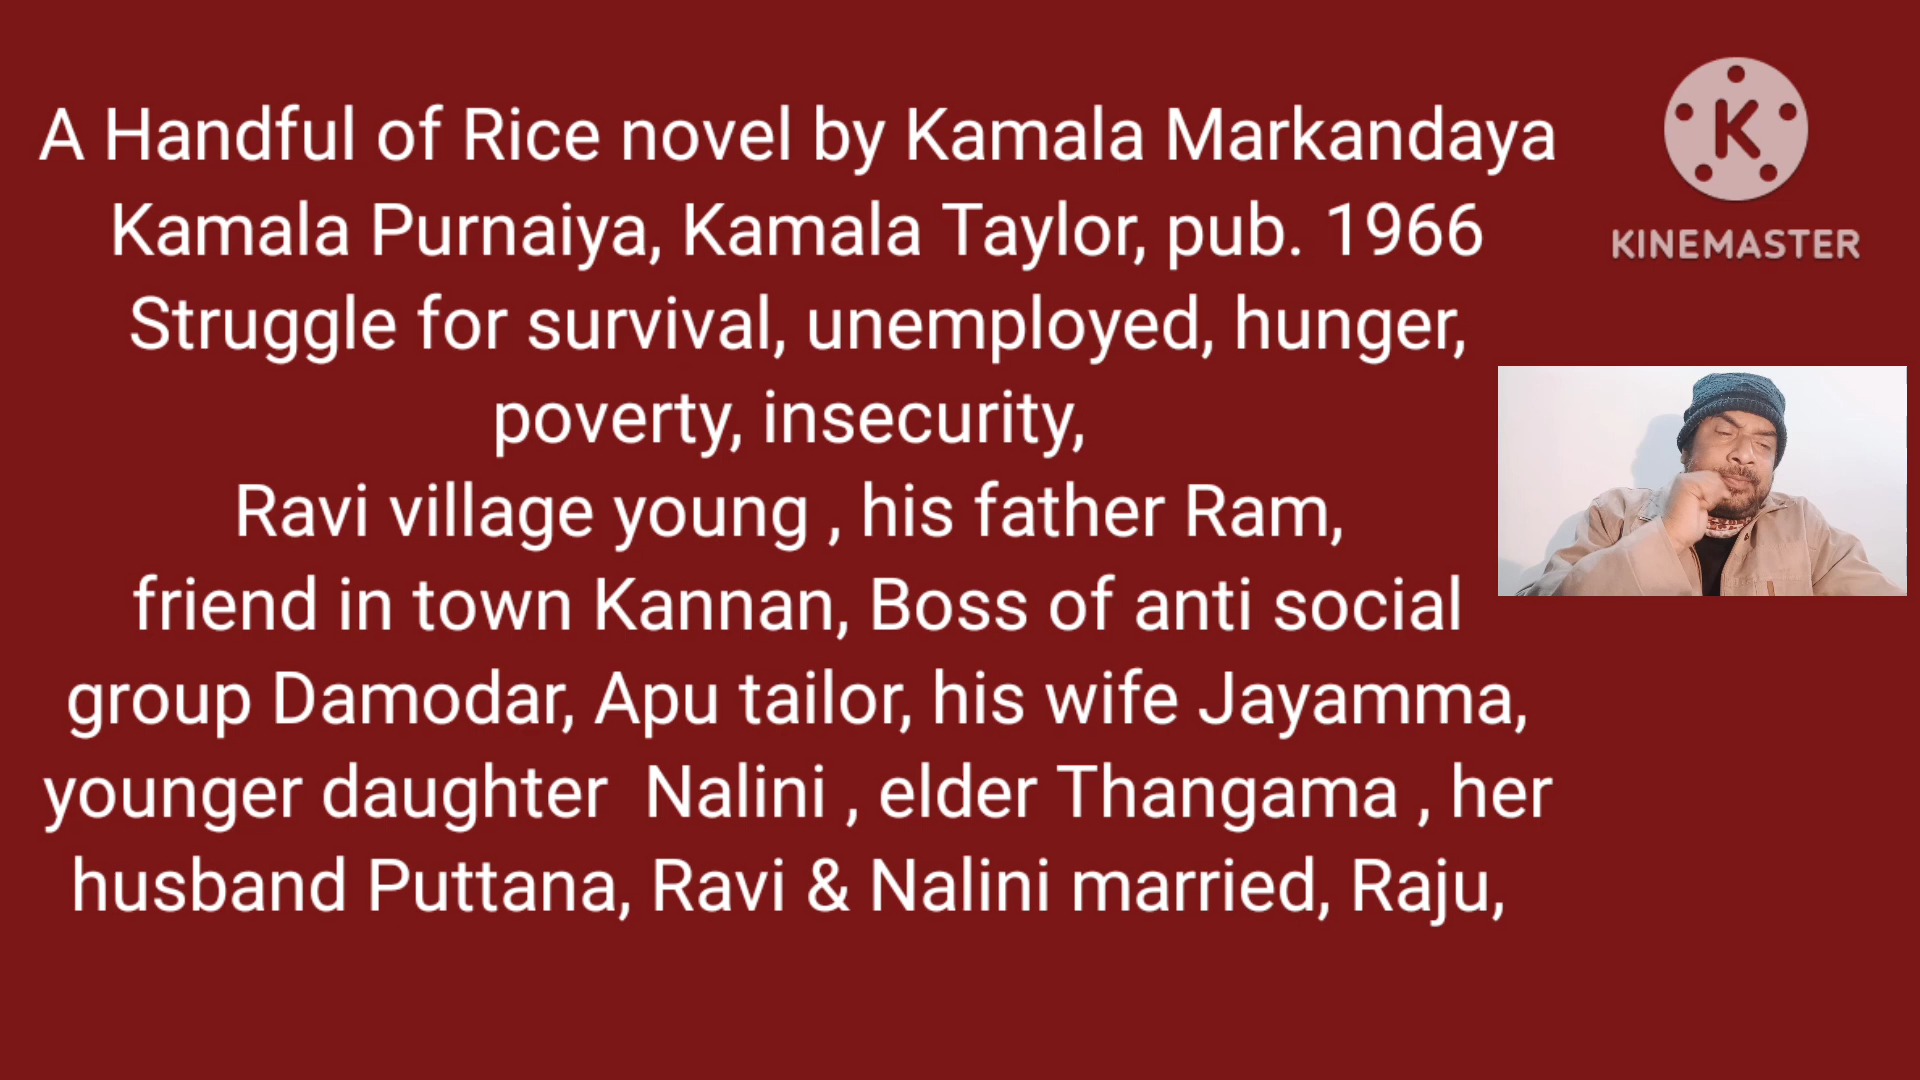 A Handful of Rice novel by Kamala Markandaya
Kamala Purnaiya, Kamala Taylor, pub. 1966
Struggle for survival, unemployed, hunger,
poverty, insecurity,
Ravi village young , his father Ram,
friend in town Kannan, Boss of anti social
group Damodar, Apu tailor, his wife Jayamma,
younger daughter  Nalini , elder Thangama , her
husband Puttana, Ravi & Nalini married, Raju,
K
KINEMASTER